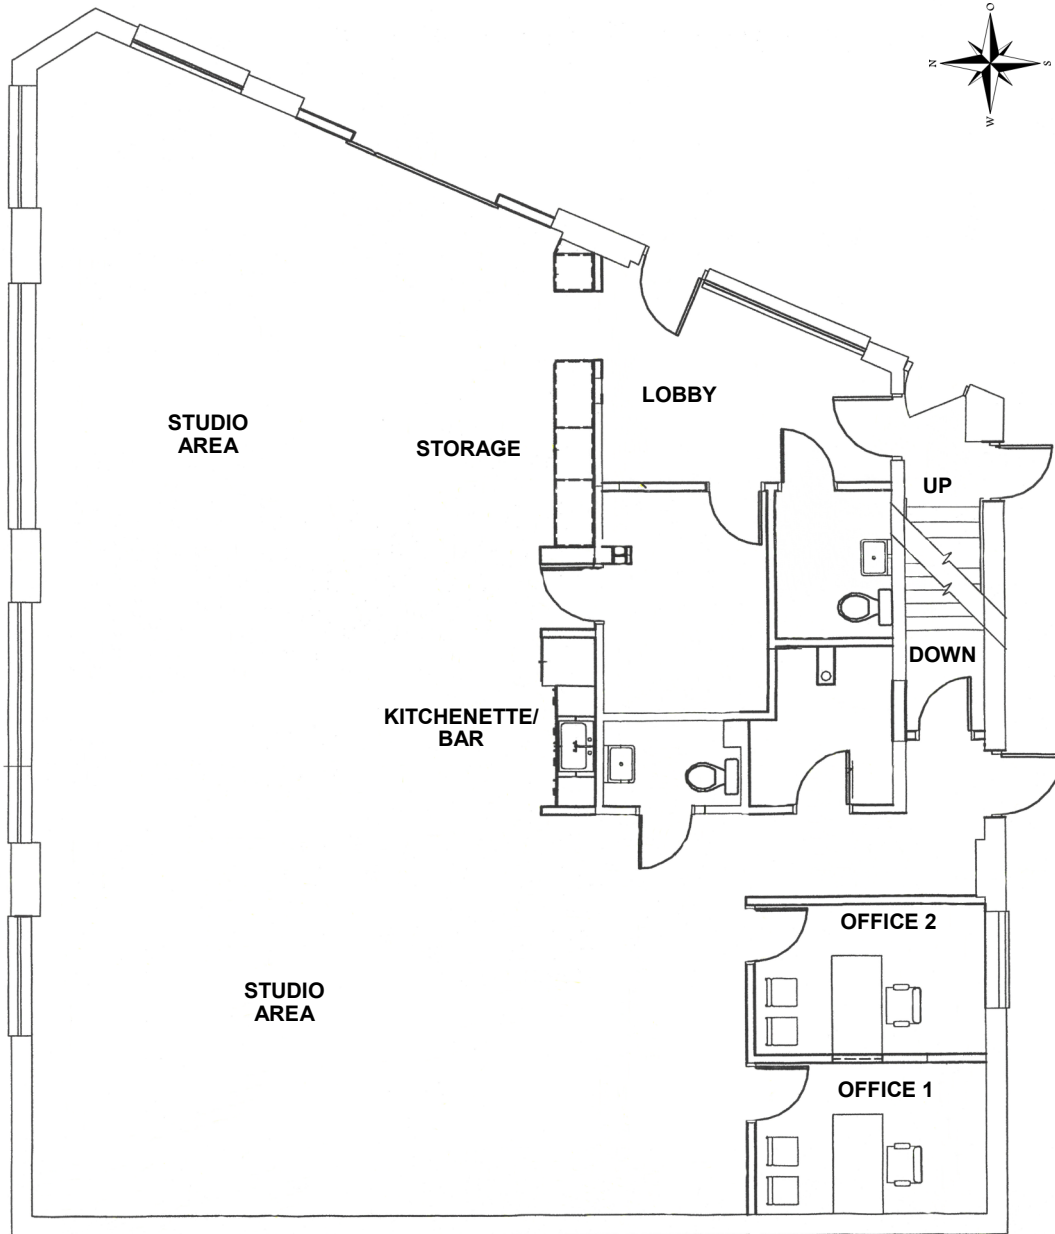 O
N
S
W
LOBBY
STUDIO
AREA
STORAGE
UP
DOWN
KITCHENETTE/
BAR
OFFICE 2
STUDIO
AREA
OFFICE 1